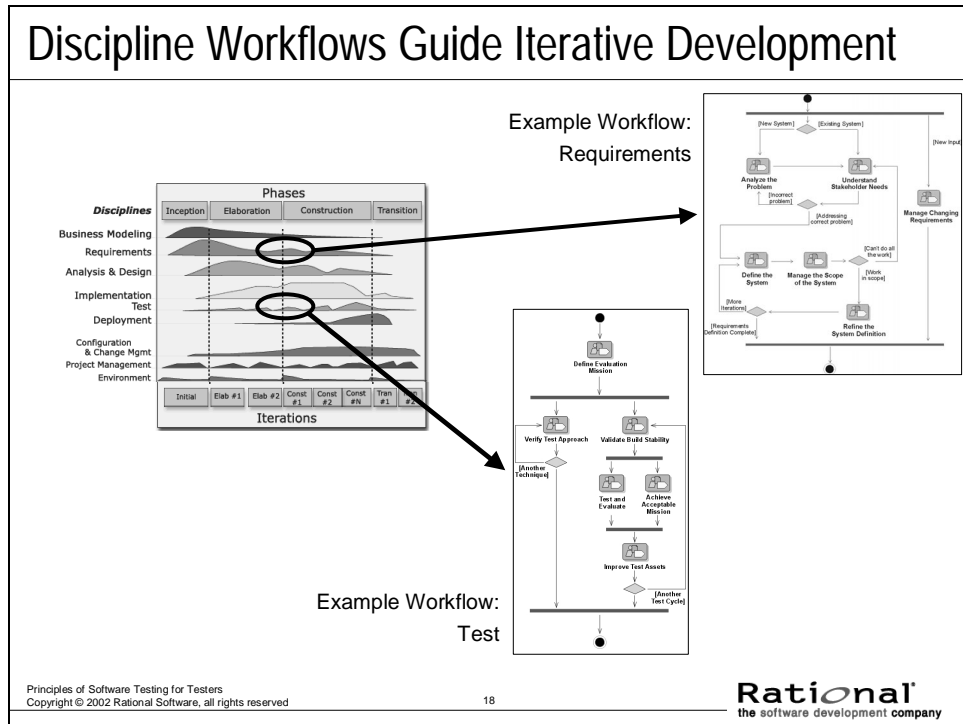 Discipline Workflows Guide Iterative Development
Example Workflow:
Requirements
Phases
Disciplines
Inception
Elaboration
Construction
Transition
Business Modeling
Requirements
Analysis & Design
Implementation
Test
Deployment
Configuration
& Change Mgmt
Project Management
Environment
Initial
Elab #1
Elab #2
Const
#1
Const
#2
Const
#N
Tran
#1
#2
Iterations
[New System]
[Existing System]
[New Input]
Analyze the
Problem
Understand
Stakeholder Needs
[Incorrect
problem]
[Addressing
correct problem]
Manage Changing
Requirements
[Can't do all
the work]
Define the
System
Manage the Scope
of the System
[Work
in scope]
[More
Iterations]
[Requirements
Definition Complete]
Refine the
System Definition
Define Evaluation
Mission
Verify Test Approach
Validate Build Stability
[Another
Technique]
Test and
Evaluate
Achieve
Acceptable
Mission
Improve Test Assets
[Another
Test Cycle]
Example Workflow:
Test
Principles of Software Testing for Testers
Copyright © 2002 Rational Software, all rights reserved
18
Rational
the software development company